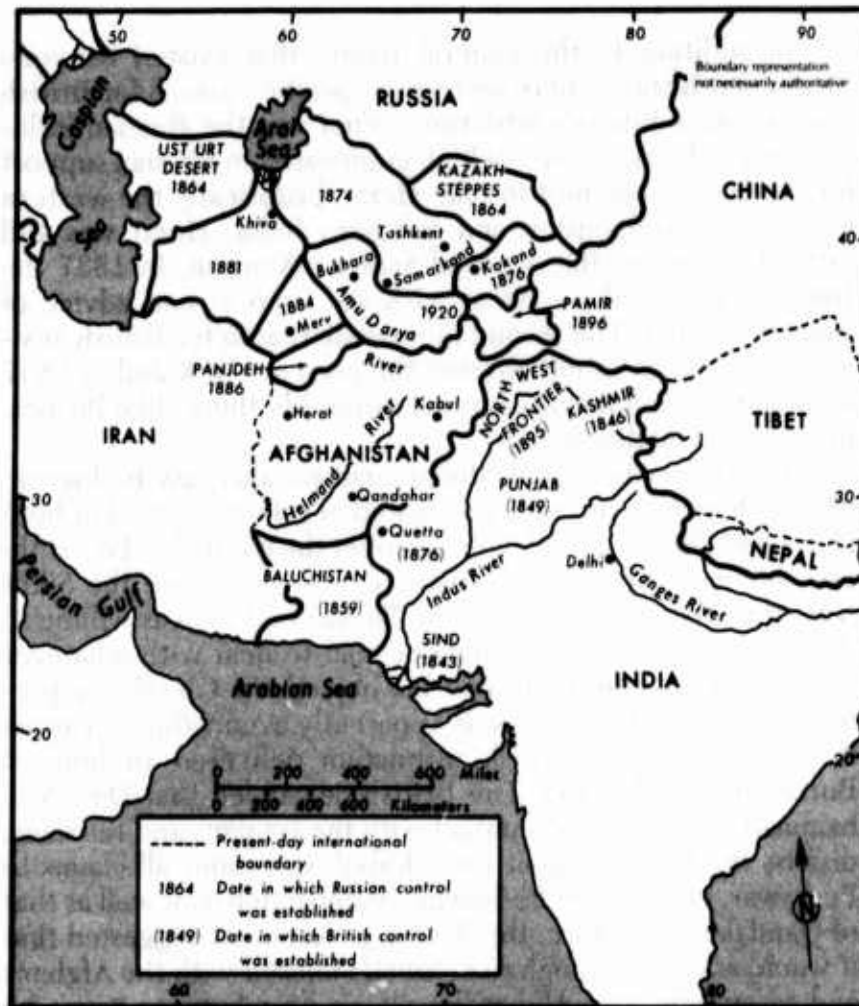 50
60
70
80
90
Boundary representation
not necessarily authoritative
RUSSIA
Caspian
Sea
Aral
Sea
UST URT
DESERT
1864
KAZAKH
STEPPES
1864
1874
CHINA
Khiva
Tashkent
40
40
1881
Bukhara
Samarkand
Kokand
1876
1884
Merv
Amu Darya
River
1920
PAMIR
1896
PANJDEH
1886
NORTH WEST
FRONTIER
(1895)
KASHMIR
(1846)
Herat
Kabul
IRAN
AFGHANISTAN
TIBET
Helmand River
PUNJAB
(1849)
30
30
Qandahar
Quetta
(1876)
NEPAL
Delhi
Persian Gulf
BALUCHISTAN
(1859)
Indus River
Ganges River
SIND
(1843)
Arabian Sea
INDIA
20
20
0 200 400 600 Miles
0 200 400 600
Kilometers
Present-day international
boundary
1864 Date in which Russian control
was established
(1849) Date in which British control
was established
N
60
70
80